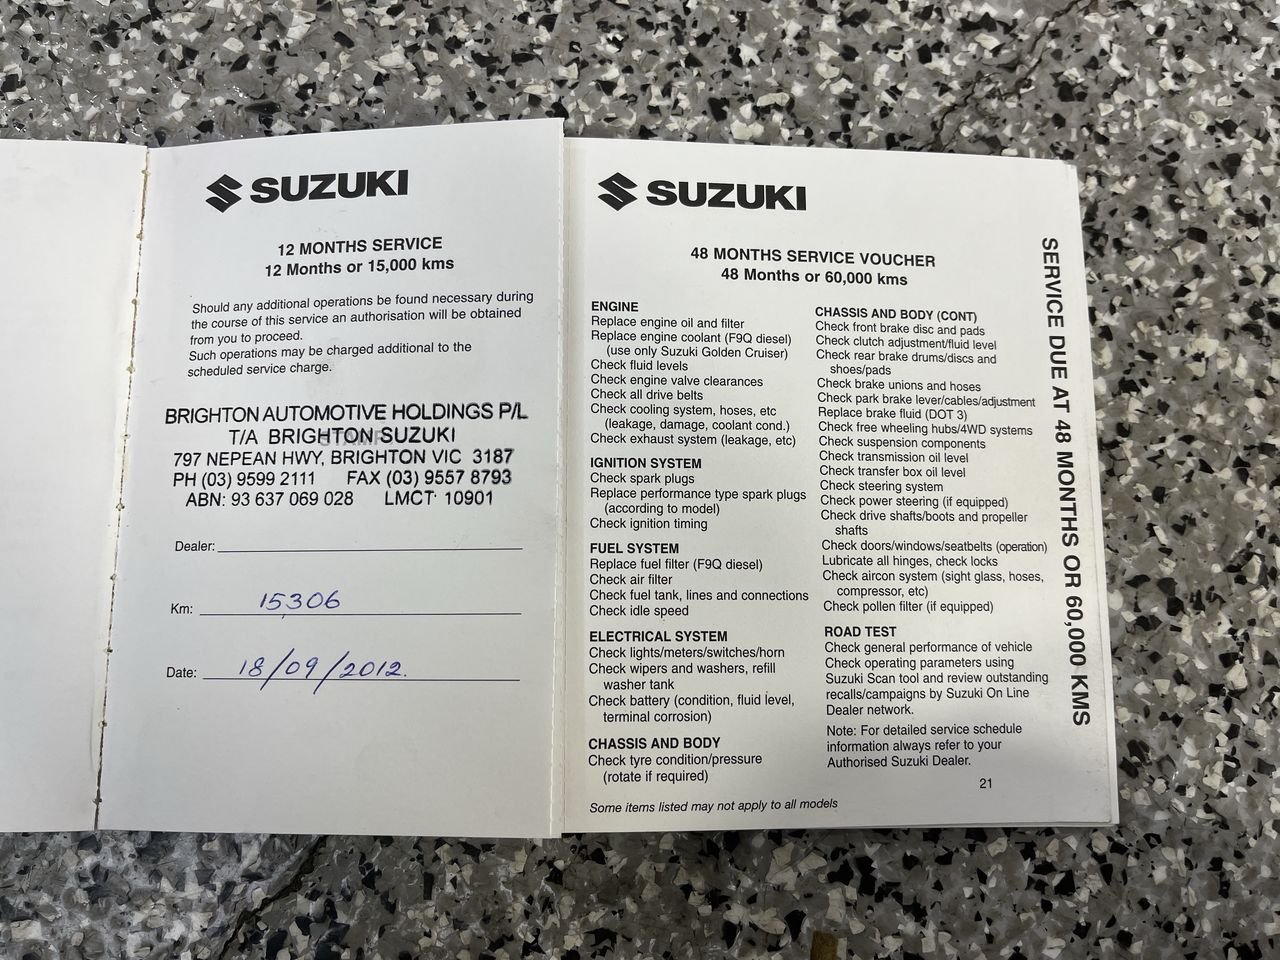 SUZUKI
12 MONTHS SERVICE
12 Months or 15,000 kms
Should any additional operations be found necessary during
the course of this service an authorisation will be obtained
from you to proceed.
Such operations may be charged additional to the
scheduled service charge.
BRIGHTON AUTOMOTIVE HOLDINGS P/L
T/A BRIGHTON SUZUKI
797 NEPEAN HWY, BRIGHTON VIC 3187
PH (03) 9599 2111 FAX (03) 9557 8793
ABN: 93 637 069 028 LMCT 10901
Dealer:
Km: 15,306
Date: 18/09/2012.
SUZUKI
48 MONTHS SERVICE VOUCHER
48 Months or 60,000 kms
ENGINE
Replace engine oil and filter
Replace engine coolant (F9Q diesel)
(use only Suzuki Golden Cruiser)
Check fluid levels
Check engine valve clearances
Check all drive belts
Check cooling system, hoses, etc
(leakage, damage, coolant cond.)
Check exhaust system (leakage, etc)
IGNITION SYSTEM
Check spark plugs
Replace performance type spark plugs
(according to model)
Check ignition timing
FUEL SYSTEM
Replace fuel filter (F9Q diesel)
Check air filter
Check fuel tank, lines and connections
Check idle speed
ELECTRICAL SYSTEM
Check lights/meters/switches/horn
Check wipers and washers, refill
washer tank
Check battery (condition, fluid level,
terminal corrosion)
CHASSIS AND BODY
Check tyre condition/pressure
(rotate if required)
Some items listed may not apply to all models
CHASSIS AND BODY (CONT)
Check front brake disc and pads
Check clutch adjustment/fluid level
Check rear brake drums/discs and
shoes/pads
Check brake unions and hoses
Check park brake lever/cables/adjustment
Replace brake fluid (DOT 3)
Check free wheeling hubs/4WD systems
Check suspension components
Check transmission oil level
Check transfer box oil level
Check steering system
Check power steering (if equipped)
Check drive shafts/boots and propeller
shafts
Check doors/windows/seatbelts (operation)
Lubricate all hinges, check locks
Check aircon system (sight glass, hoses,
compressor, etc)
Check pollen filter (if equipped)
ROAD TEST
Check general performance of vehicle
Check operating parameters using
Suzuki Scan tool and review outstanding
recalls/campaigns by Suzuki On Line
Dealer network.
Note: For detailed service schedule
information always refer to your
Authorised Suzuki Dealer.
21
SERVICE DUE AT 48 MONTHS OR 60,000 KMS